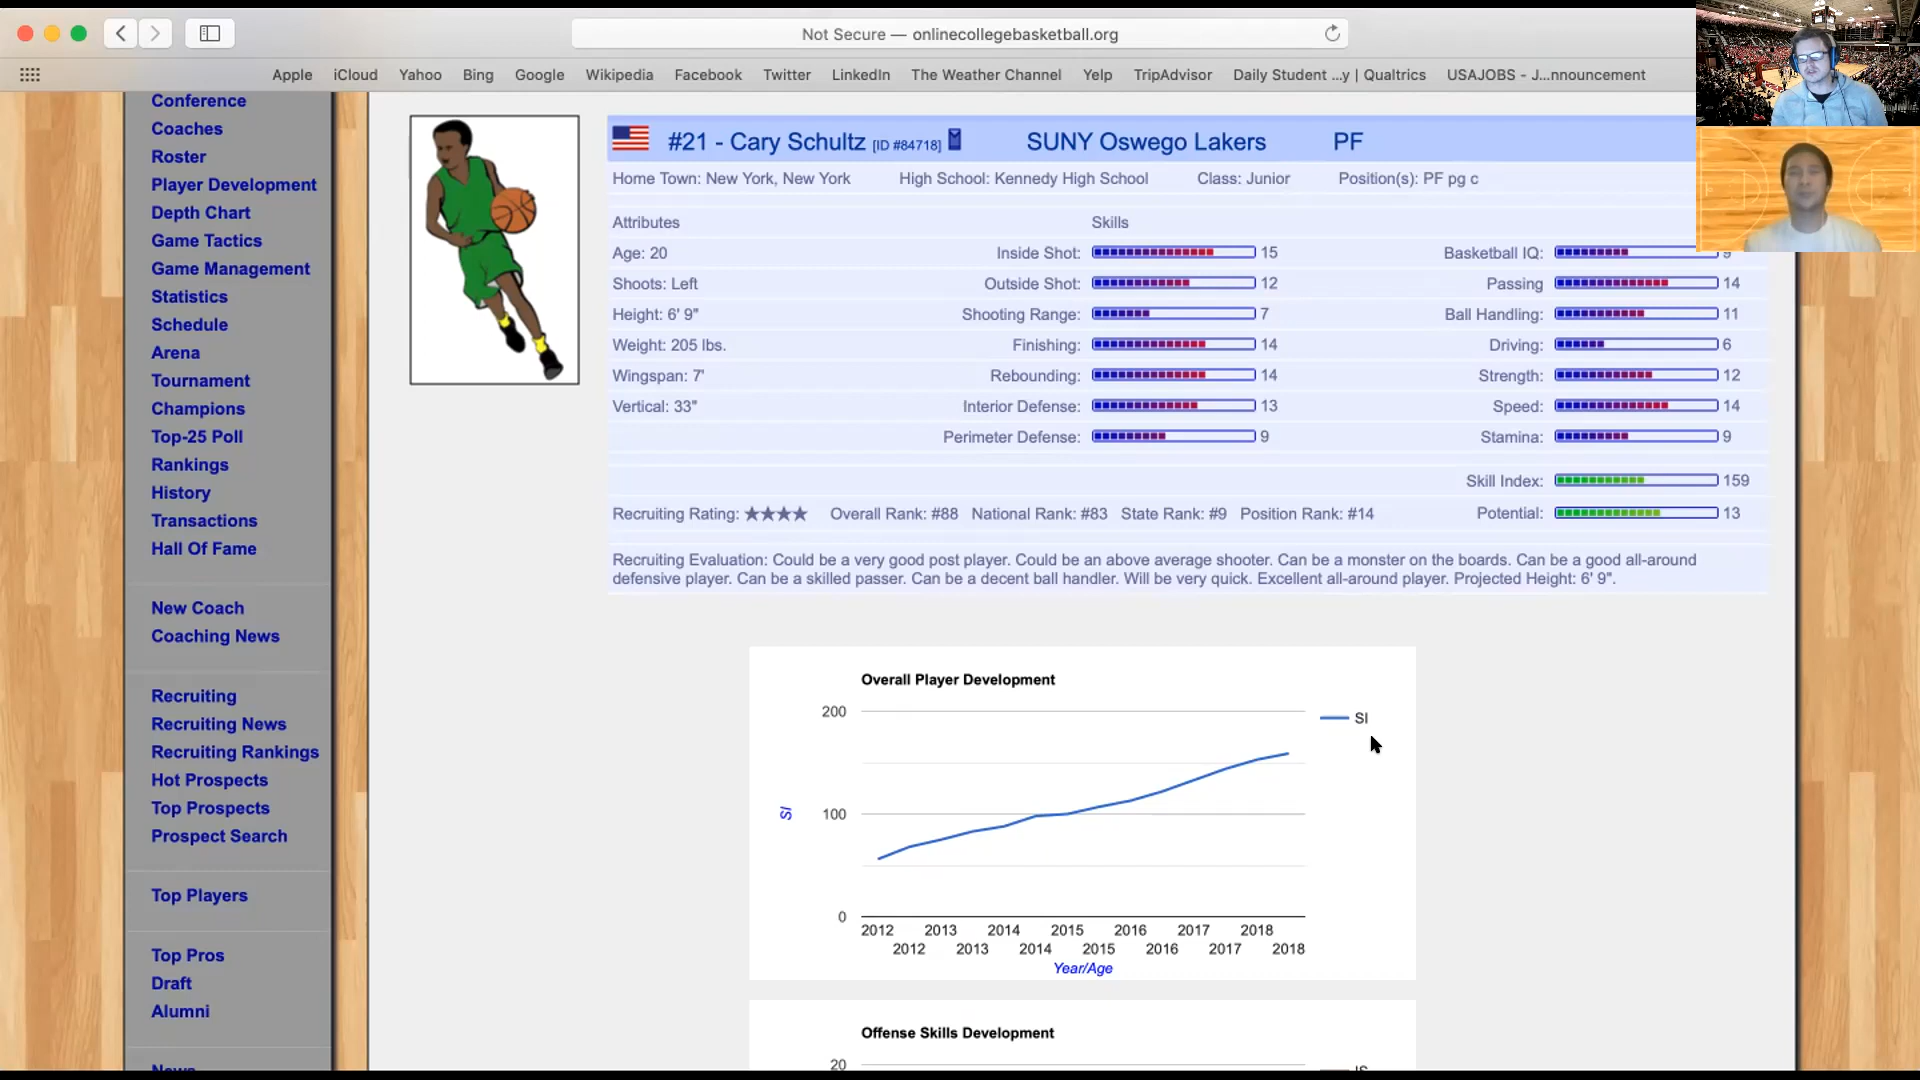 Not Secure — onlinecollegebasketball.org
Apple iCloud Yahoo Bing Google Wikipedia Facebook Twitter LinkedIn The Weather Channel Yelp TripAdvisor Daily Student ...y | Qualtrics USAJOBS - J...nnouncement
Conference
Coaches
Roster
Player Development
Depth Chart
Game Tactics
Game Management
Statistics
Schedule
Arena
Tournament
Champions
Top-25 Poll
Rankings
History
Transactions
Hall Of Fame
New Coach
Coaching News
Recruiting
Recruiting News
Recruiting Rankings
Hot Prospects
Top Prospects
Prospect Search
Top Players
Top Pros
Draft
Alumni
News
#21 - Cary Schultz [ID #84718] SUNY Oswego Lakers PF
Home Town: New York, New York High School: Kennedy High School Class: Junior Position(s): PF pg c
Attributes Skills
Age: 20 Inside Shot: 15 Basketball IQ: 9
Shoots: Left Outside Shot: 12 Passing 14
Height: 6' 9" Shooting Range: 7 Ball Handling: 11
Weight: 205 lbs. Finishing: 14 Driving: 6
Wingspan: 7' Rebounding: 14 Strength: 12
Vertical: 33" Interior Defense: 13 Speed: 14
Perimeter Defense: 9 Stamina: 9
Skill Index: 159
Recruiting Rating: ★★★★ Overall Rank: #88 National Rank: #83 State Rank: #9 Position Rank: #14 Potential: 13
Recruiting Evaluation: Could be a very good post player. Could be an above average shooter. Can be a monster on the boards. Can be a good all-around
defensive player. Can be a skilled passer. Can be a decent ball handler. Will be very quick. Excellent all-around player. Projected Height: 6' 9".
Overall Player Development
200
SI
SI
100
0
2012 2013 2014 2015 2016 2017 2018
2012 2013 2014 2015 2016 2017 2018
Year/Age
Offense Skills Development
20
IS